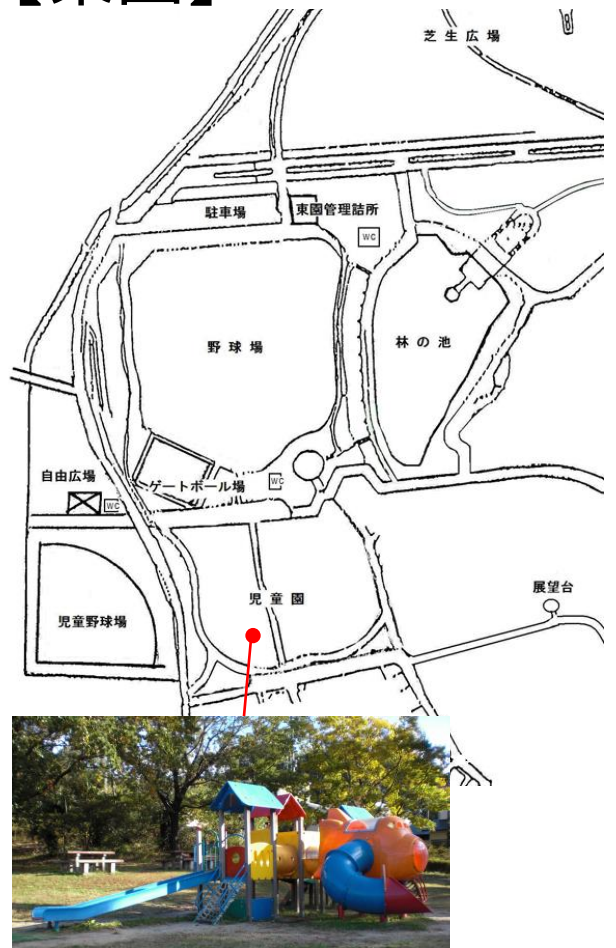 【東園】
芝生広場
駐車場
東園管理詰所
WC
野球場
林の池
自由広場
ゲートボール場
WC
WC
児童園
展望台
児童野球場